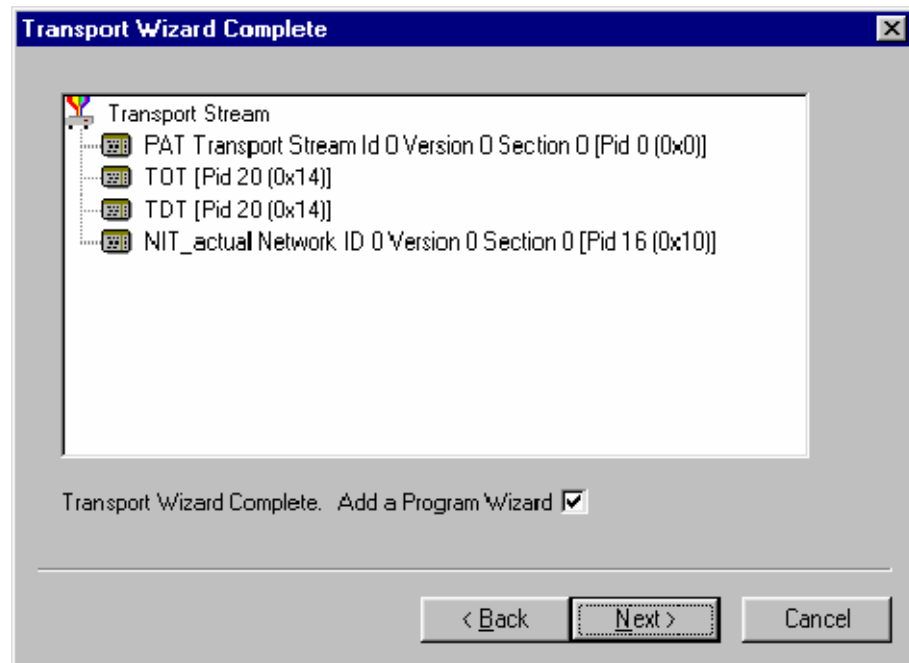 Transport Wizard Complete
Transport Stream
PAT Transport Stream Id 0 Version 0 Section 0 [Pid 0 (0x0)]
TOT [Pid 20 (0x14)]
TDT [Pid 20 (0x14)]
NIT_actual Network ID 0 Version 0 Section 0 [Pid 16 (0x10)]
Transport Wizard Complete. Add a Program Wizard
< Back Next > Cancel